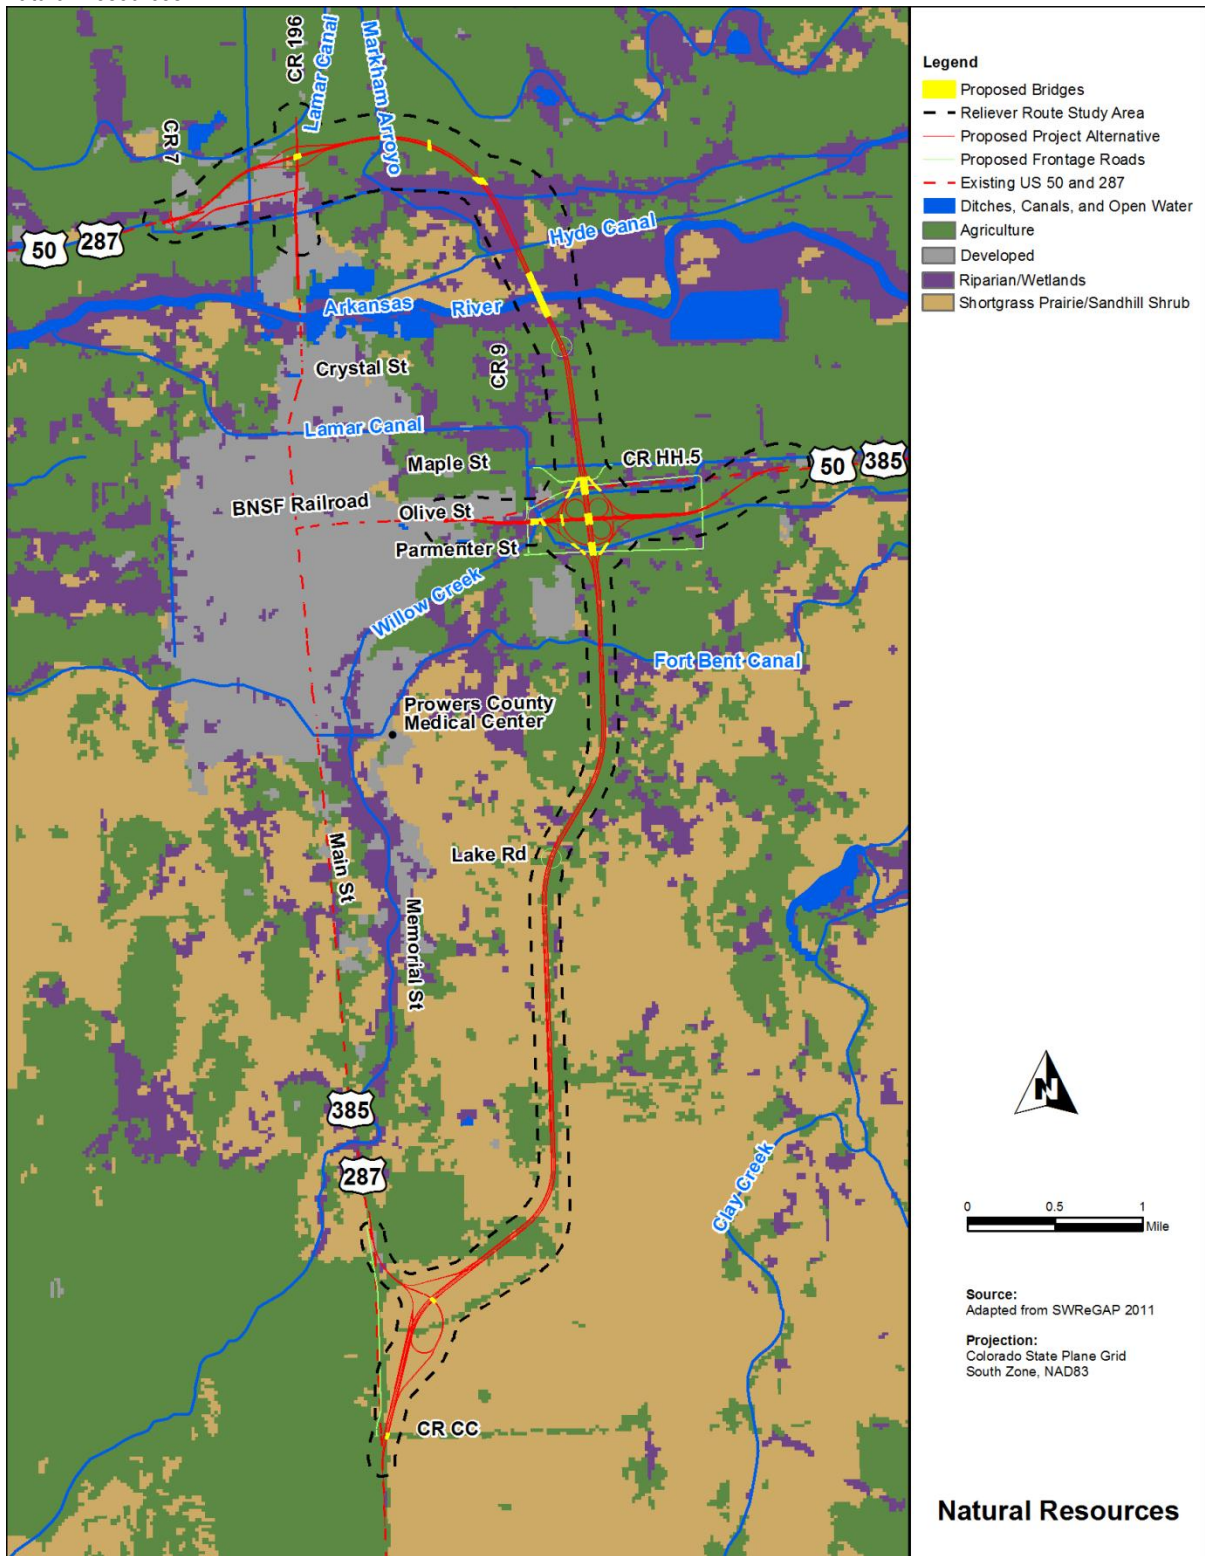 CR 196
Lamar Canal
Markham Arroyo
CR 7
50
287
Hyde Canal
Arkansas River
CR 9
Crystal St
Lamar Canal
Maple St
CR HH.5
50
385
BNSF Railroad
Olive St
Parmenter St
Willow Creek
Fort Bent Canal
Prowers County
Medical Center
Lake Rd
Main St
Memorial St
385
287
Clay Creek
CR CC
Legend
Proposed Bridges
Reliever Route Study Area
Proposed Project Alternative
Proposed Frontage Roads
Existing US 50 and 287
Ditches, Canals, and Open Water
Agriculture
Developed
Riparian/Wetlands
Shortgrass Prairie/Sandhill Shrub
N
0 0.5 1
Mile
Source:
Adapted from SWReGAP 2011
Projection:
Colorado State Plane Grid
South Zone, NAD83
Natural Resources